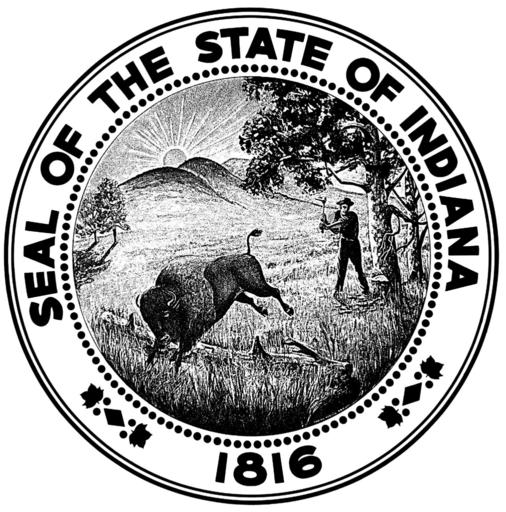 SEAL OF THE STATE OF INDIANA
1816